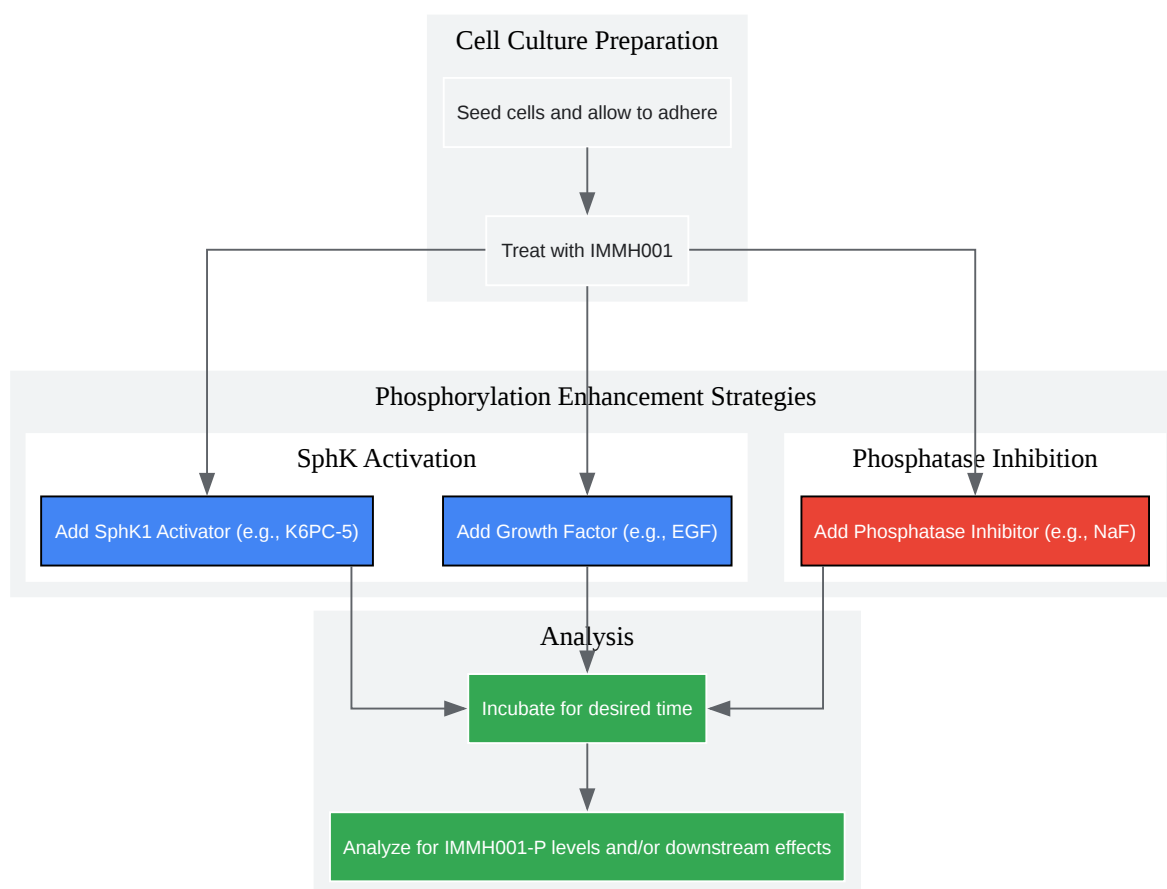 Cell Culture Preparation
Seed cells and allow to adhere
Treat with IMMH001
Phosphorylation Enhancement Strategies
SphK Activation
Phosphatase Inhibition
Add SphK1 Activator (e.g., K6PC-5)
Add Growth Factor (e.g., EGF)
Add Phosphatase Inhibitor (e.g., NaF)
Analysis
Incubate for desired time
Analyze for IMMH001-P levels and/or downstream effects